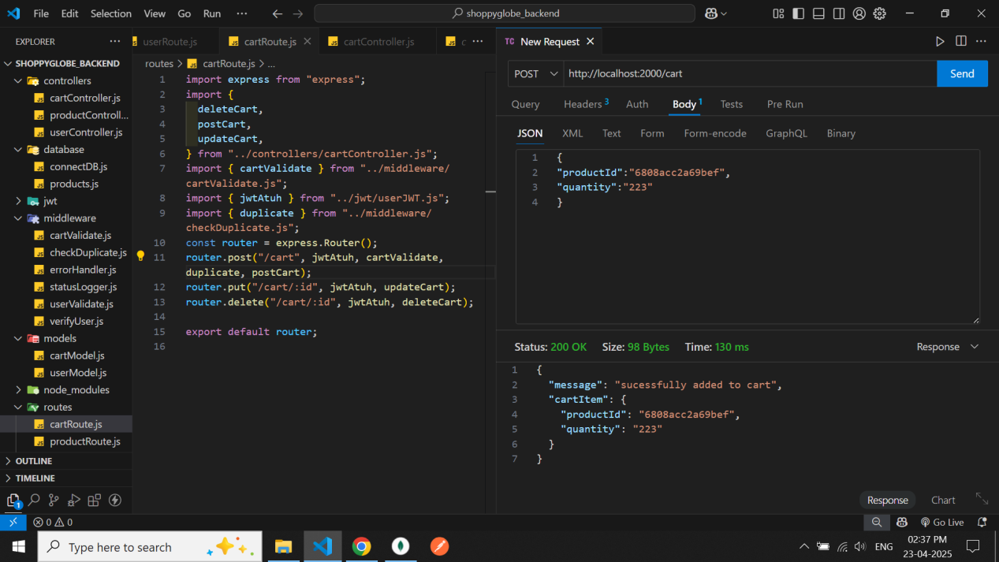 File Edit Selection View Go Run ... shoppyglobe_backend
EXPLORER ...
SHOPPYGLOBE_BACKEND
controllers
cartController.js
productControll...
userController.js
database
connectDB.js
products.js
jwt
middleware
cartValidate.js
checkDuplicate.js
errorHandler.js
statusLogger.js
userValidate.js
verifyUser.js
models
cartModel.js
userModel.js
node_modules
routes
cartRoute.js
productRoute.js
OUTLINE
TIMELINE
JS userRoute.js JS cartRoute.js JS cartController.js JS c ...
routes > JS cartRoute.js > ...
1 import express from "express";
2 import {
3 deleteCart,
4 postCart,
5 updateCart,
6 } from "../controllers/cartController.js";
7 import { cartValidate } from "../middleware/
cartValidate.js";
8 import { jwtAtuh } from "../jwt/userJWT.js";
9 import { duplicate } from "../middleware/
checkDuplicate.js";
10 const router = express.Router();
11 router.post("/cart", jwtAtuh, cartValidate,
duplicate, postCart);
12 router.put("/cart/:id", jwtAtuh, updateCart);
13 router.delete("/cart/:id", jwtAtuh, deleteCart);
14
15 export default router;
16
TC New Request
POST http://localhost:2000/cart Send
Query Headers 3 Auth Body 1 Tests Pre Run
JSON XML Text Form Form-encode GraphQL Binary
1 {
2 "productId":"6808acc2a69bef",
3 "quantity":"223"
4 }
Status: 200 OK Size: 98 Bytes Time: 130 ms Response
1 {
2 "message": "sucessfully added to cart",
3 "cartItem": {
4 "productId": "6808acc2a69bef",
5 "quantity": "223"
6 }
7 }
Response Chart
1
0 0 Go Live
Type here to search ENG 02:37 PM
23-04-2025